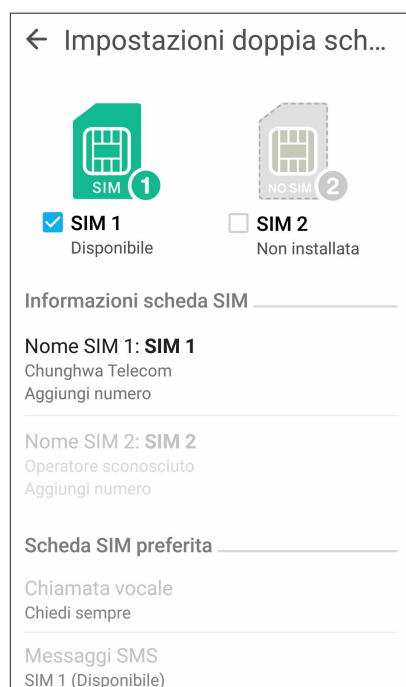 Impostazioni doppia sch...
SIM 1
NO SIM 2
SIM 1
Disponibile
SIM 2
Non installata
Informazioni scheda SIM
Nome SIM 1: SIM 1
Chunghwa Telecom
Aggiungi numero
Nome SIM 2: SIM 2
Operatore sconosciuto
Aggiungi numero
Scheda SIM preferita
Chiamata vocale
Chiedi sempre
Messaggi SMS
SIM 1 (Disponibile)